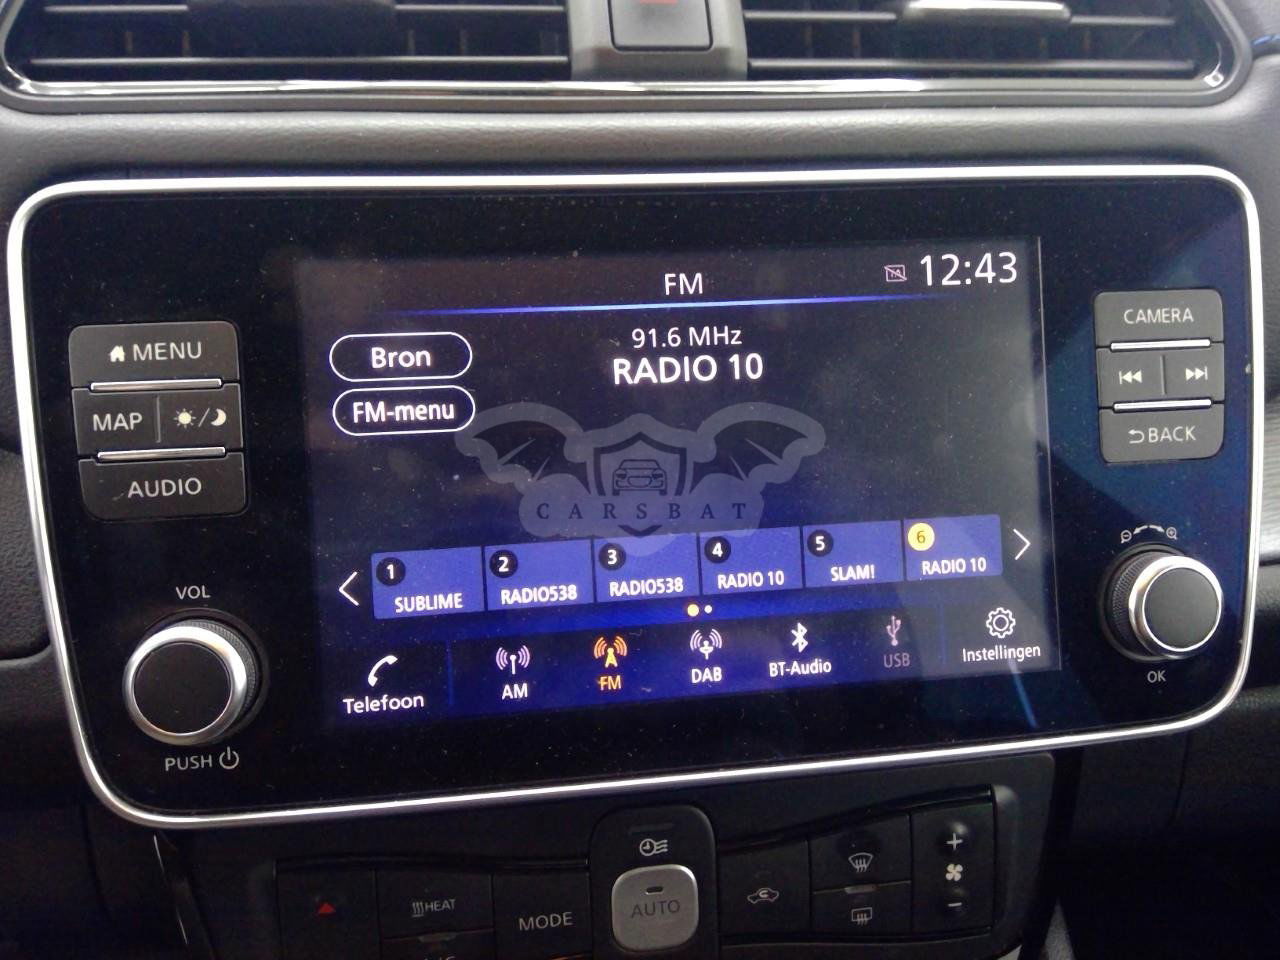 FM
12:43
CAMERA
MENU
Bron
91.6 MHz
RADIO 10
MAP
FM-menu
BACK
AUDIO
CARSBAT
1 SUBLIME
2 RADIO538
3 RADIO538
4 RADIO 10
5 SLAM!
6 RADIO 10
VOL
Telefoon
AM
FM
DAB
BT-Audio
USB
Instellingen
OK
PUSH
HEAT
MODE
AUTO
+
-